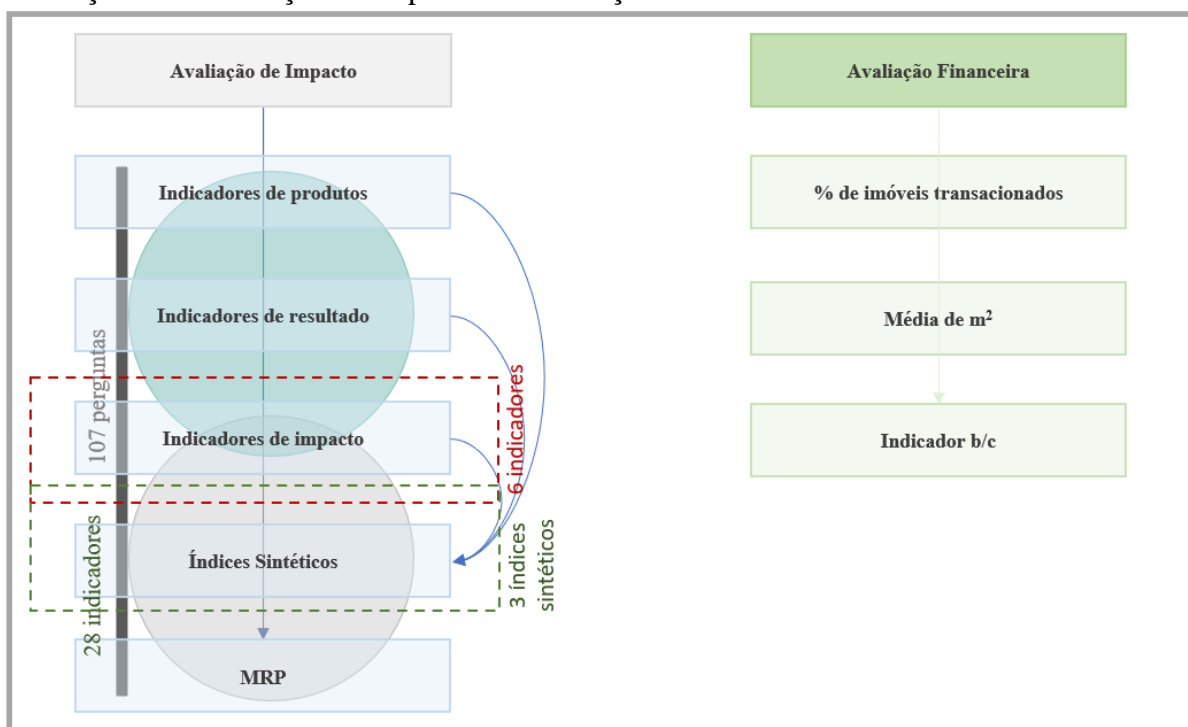 Avaliação de Impacto
Indicadores de produtos
Indicadores de resultado
Indicadores de impacto
Índices Sintéticos
MRP
107 perguntas
28 indicadores
6 indicadores
3 índices
sintéticos
Avaliação Financeira
% de imóveis transacionados
Média de m²
Indicador b/c